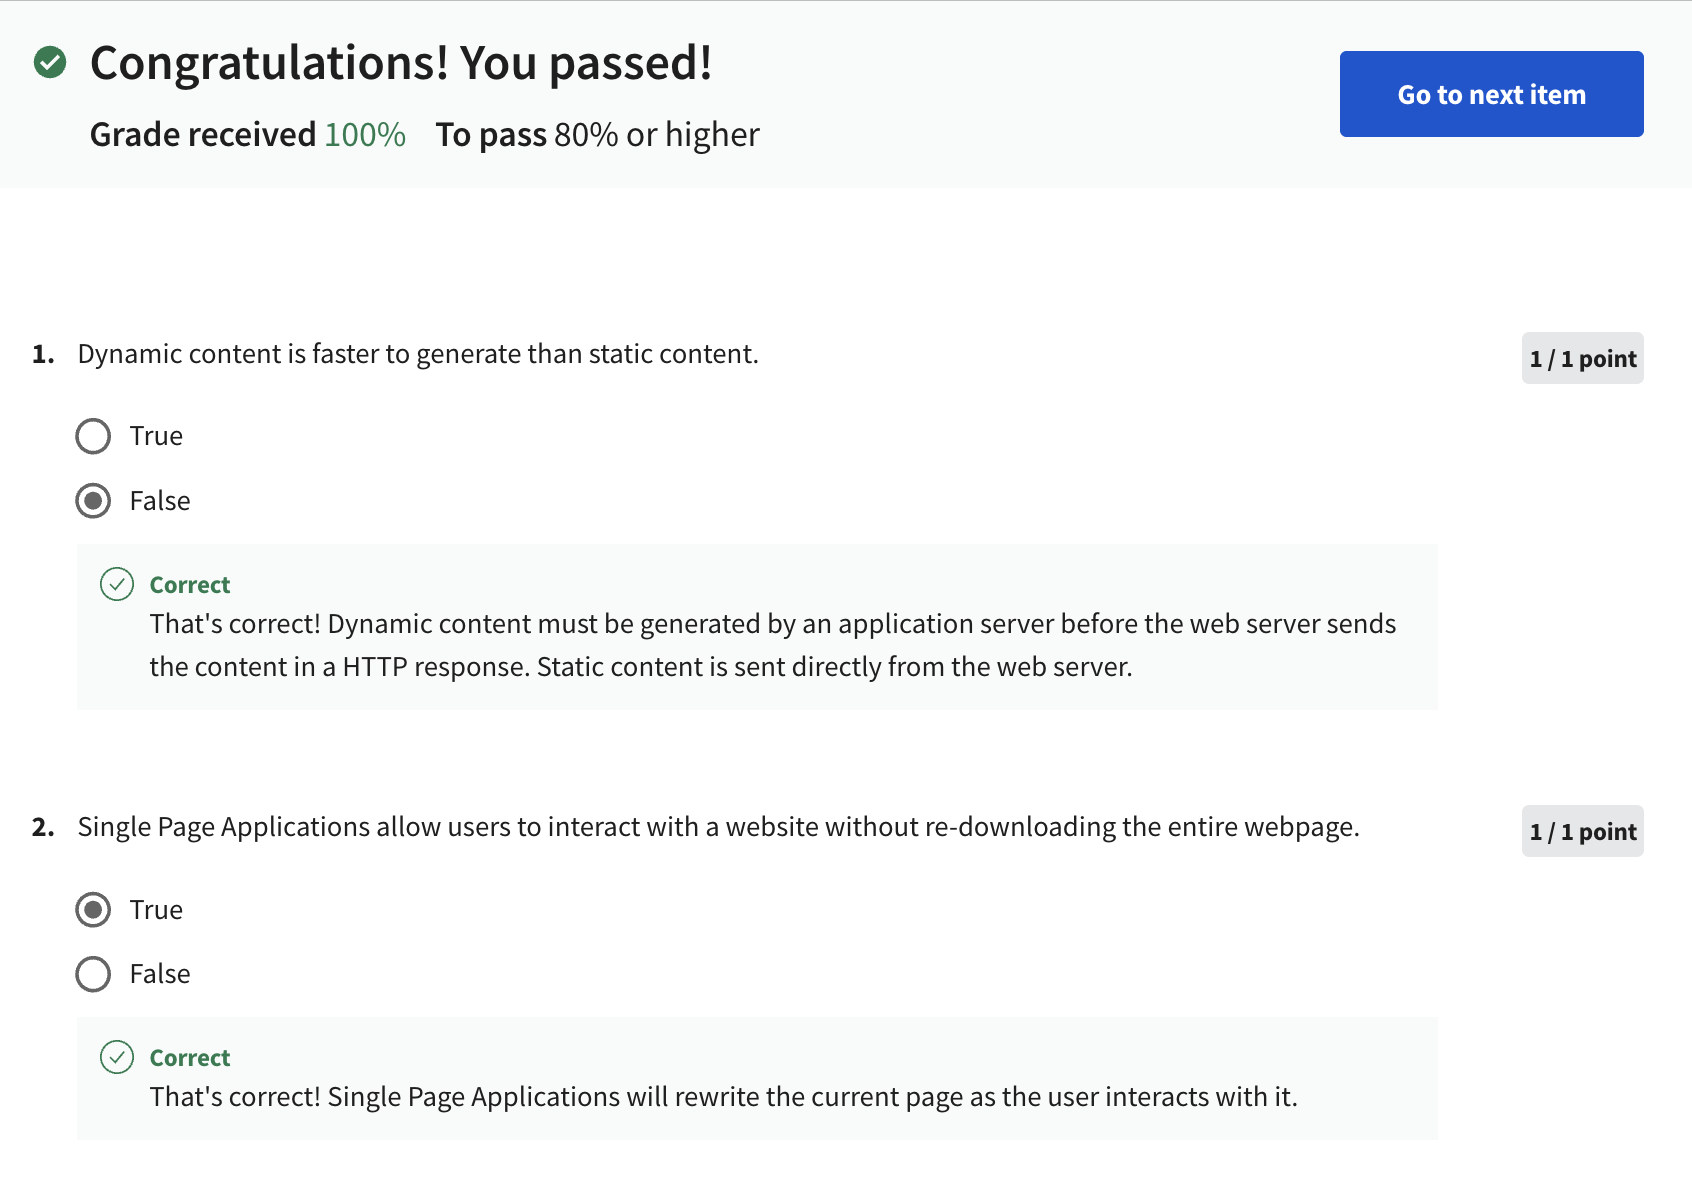 Congratulations! You passed!
Go to next item
Grade received 100% To pass 80% or higher
1. Dynamic content is faster to generate than static content.
1 / 1 point
True
False
Correct
That's correct! Dynamic content must be generated by an application server before the web server sends
the content in a HTTP response. Static content is sent directly from the web server.
2. Single Page Applications allow users to interact with a website without re-downloading the entire webpage.
1 / 1 point
True
False
Correct
That's correct! Single Page Applications will rewrite the current page as the user interacts with it.